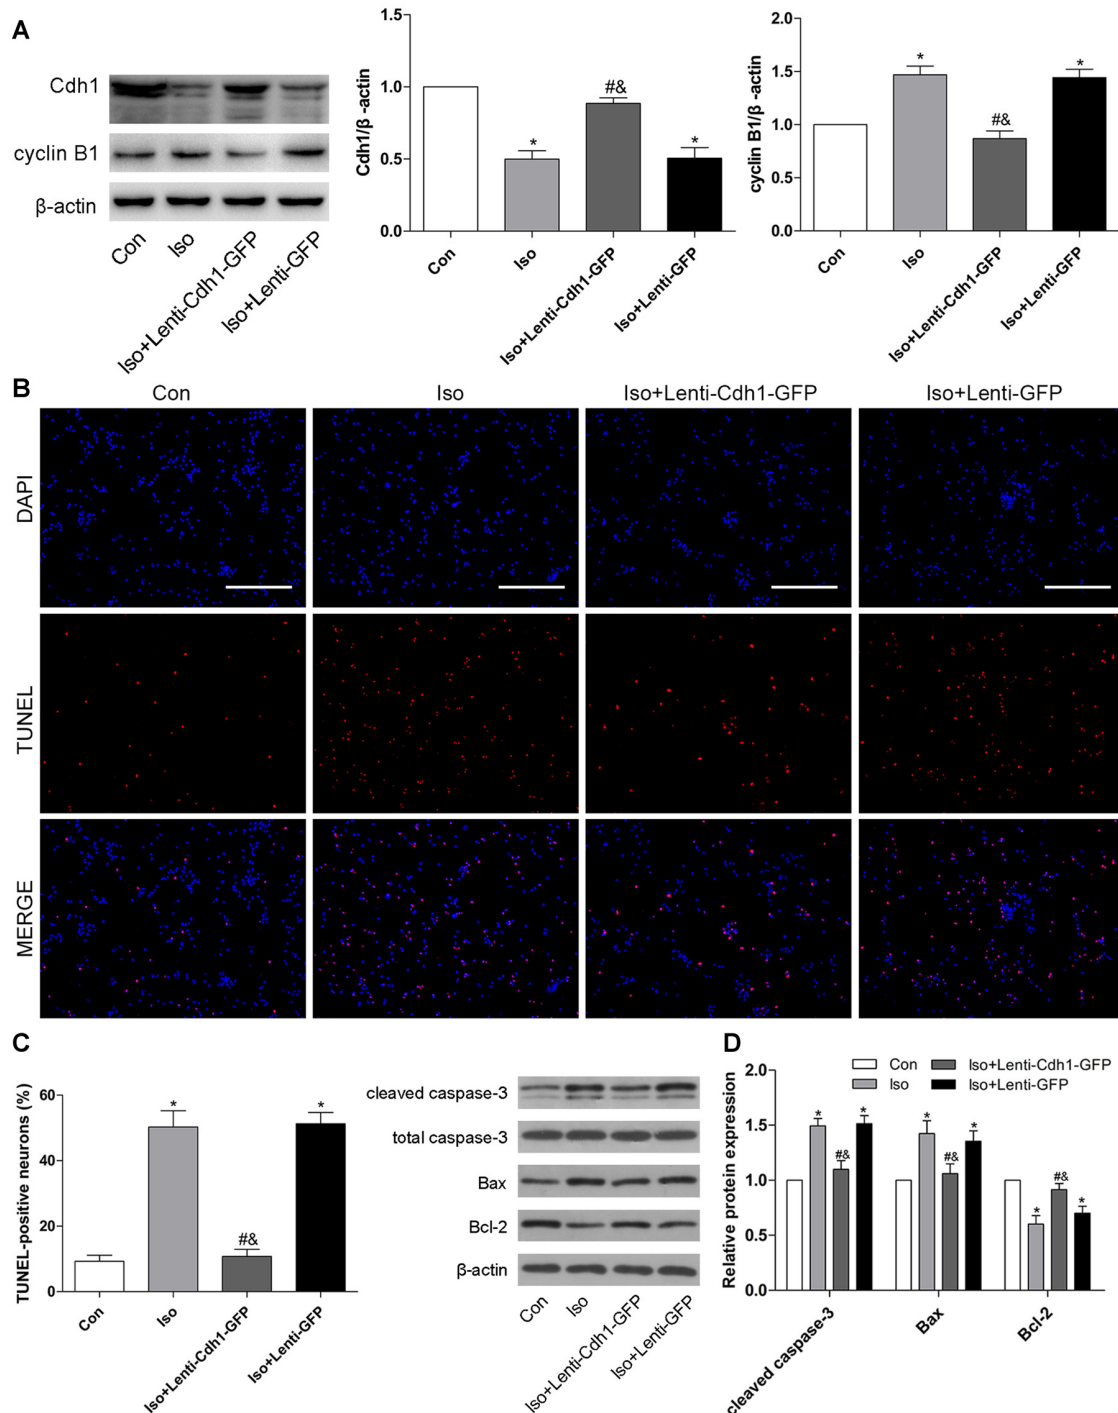 A
Cdh1
cyclin B1
β-actin
Con
Iso
Iso+Lenti-Cdh1-GFP
Iso+Lenti-GFP
Cdh1/β -actin
1.5
1.0
0.5
0.0
*
#&
*
Con
Iso
Iso+Lenti-Cdh1-GFP
Iso+Lenti-GFP
cyclin B1/β -actin
2.0
1.5
1.0
0.5
0.0
*
#&
*
Con
Iso
Iso+Lenti-Cdh1-GFP
Iso+Lenti-GFP
B
Con
Iso
Iso+Lenti-Cdh1-GFP
Iso+Lenti-GFP
DAPI
TUNEL
MERGE
C
TUNEL-positive neurons (%)
60
40
20
0
*
#&
*
Con
Iso
Iso+Lenti-Cdh1-GFP
Iso+Lenti-GFP
cleaved caspase-3
total caspase-3
Bax
Bcl-2
β-actin
Con
Iso
Iso+Lenti-Cdh1-GFP
Iso+Lenti-GFP
D
Con
Iso
Iso+Lenti-Cdh1-GFP
Iso+Lenti-GFP
Relative protein expression
2.0
1.5
1.0
0.5
0.0
*
#&
*
*
#&
*
*
#&
*
cleaved caspase-3
Bax
Bcl-2